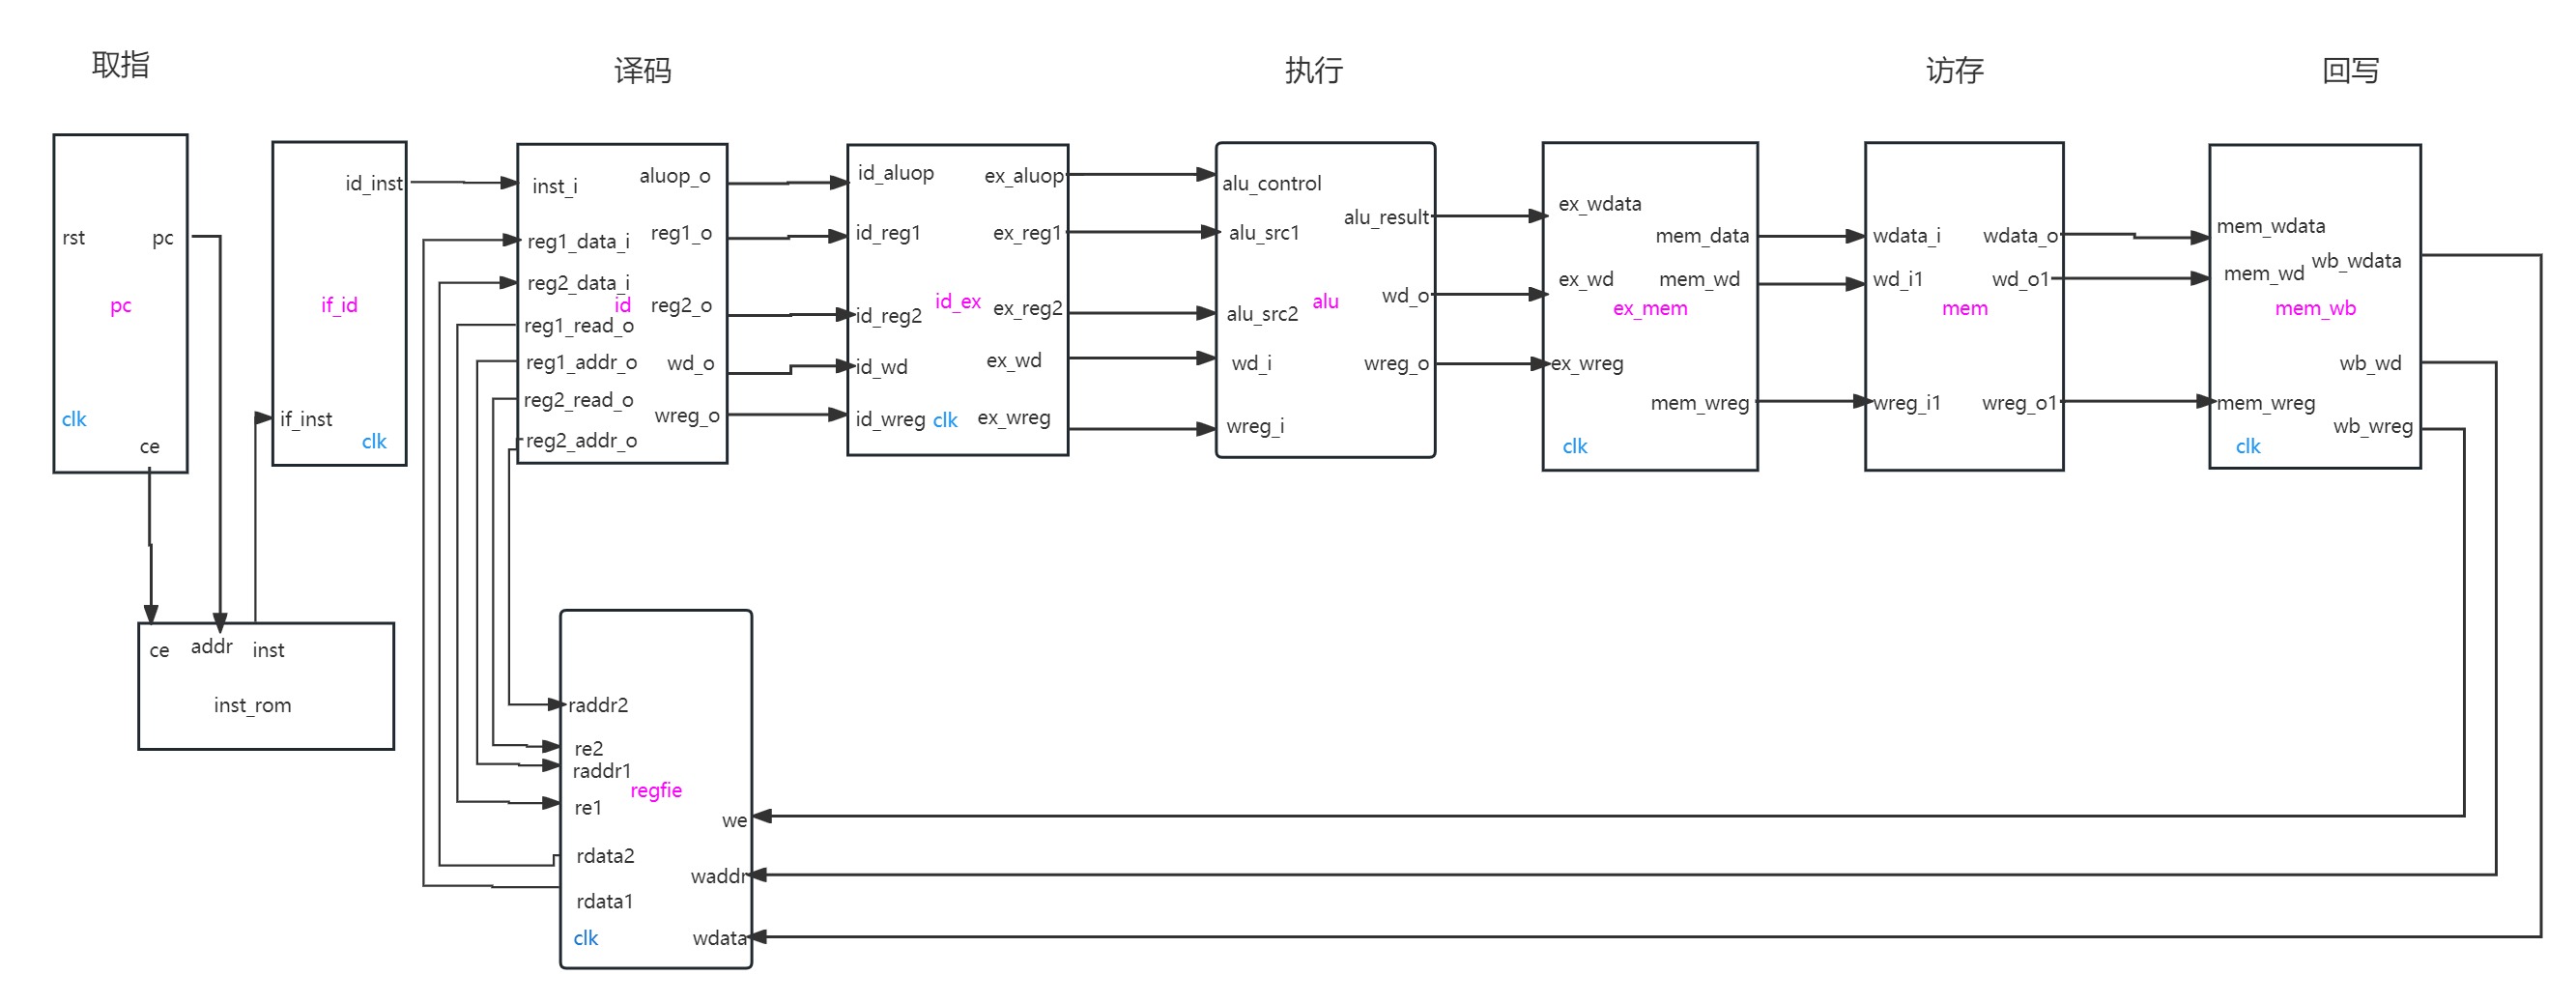 取指
译码
执行
访存
回写
rst
pc
pc
clk
ce
id_inst
if_id
if_inst
clk
inst_i
reg1_data_i
reg2_data_i
id
reg1_read_o
reg1_addr_o
reg2_read_o
reg2_addr_o
aluop_o
reg1_o
reg2_o
wd_o
wreg_o
id_aluop
id_reg1
id_reg2
id_wd
id_wreg
id_ex
clk
ex_aluop
ex_reg1
ex_reg2
ex_wd
ex_wreg
alu_control
alu_src1
alu_src2
wd_i
wreg_i
alu
alu_result
wd_o
wreg_o
ex_wdata
ex_wd
ex_mem
ex_wreg
clk
mem_data
mem_wd
mem_wreg
wdata_i
wd_i1
mem
wreg_i1
wdata_o
wd_o1
wreg_o1
mem_wdata
mem_wd
mem_wb
mem_wreg
clk
wb_wdata
wb_wd
wb_wreg
ce
addr
inst
inst_rom
raddr2
re2
raddr1
regfie
re1
rdata2
rdata1
clk
we
waddr
wdata